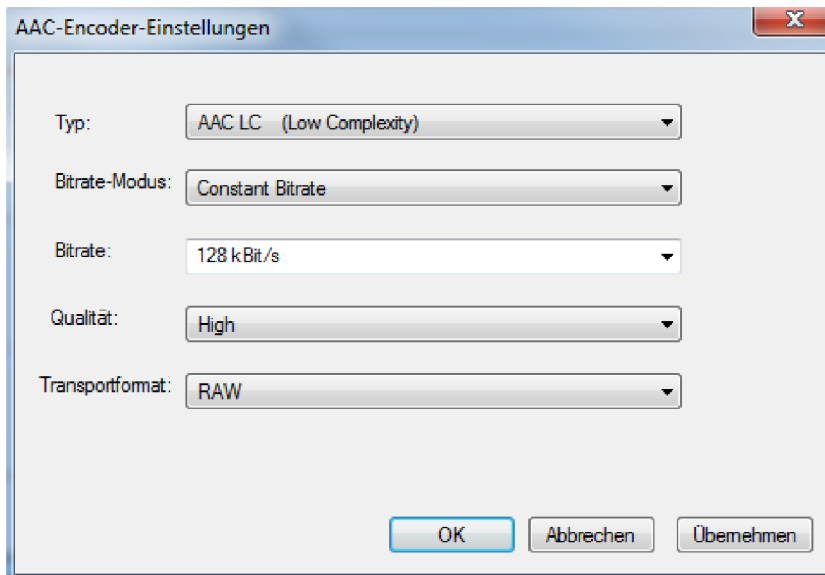 AAC-Encoder-Einstellungen
Typ: AAC LC (Low Complexity)
Bitrate-Modus: Constant Bitrate
Bitrate: 128 kBit/s
Qualität: High
Transportformat: RAW
OK Abbrechen Übernehmen